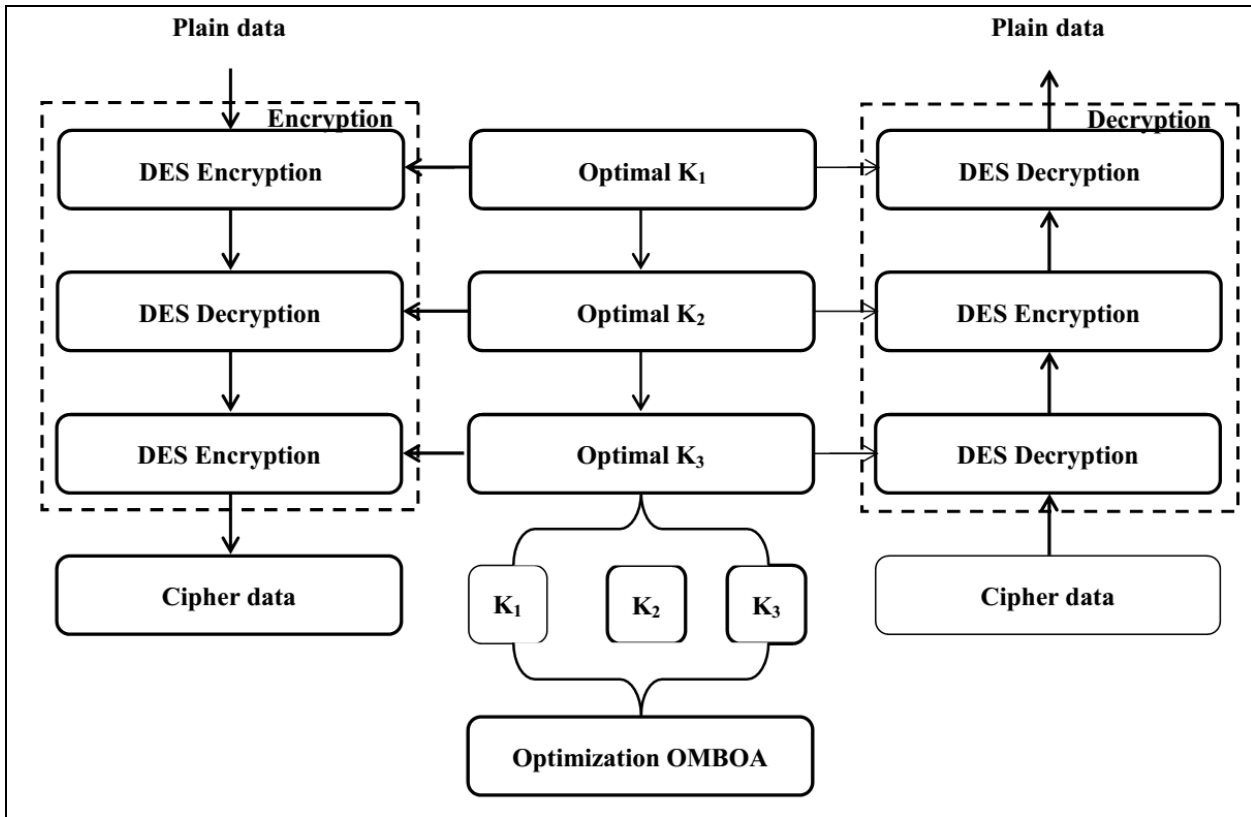 Plain data
Plain data
Encryption
Decryption
DES Encryption
Optimal K₁
DES Decryption
DES Decryption
Optimal K₂
DES Encryption
DES Encryption
Optimal K₃
DES Decryption
Cipher data
K₁
K₂
K₃
Cipher data
Optimization OMBOA